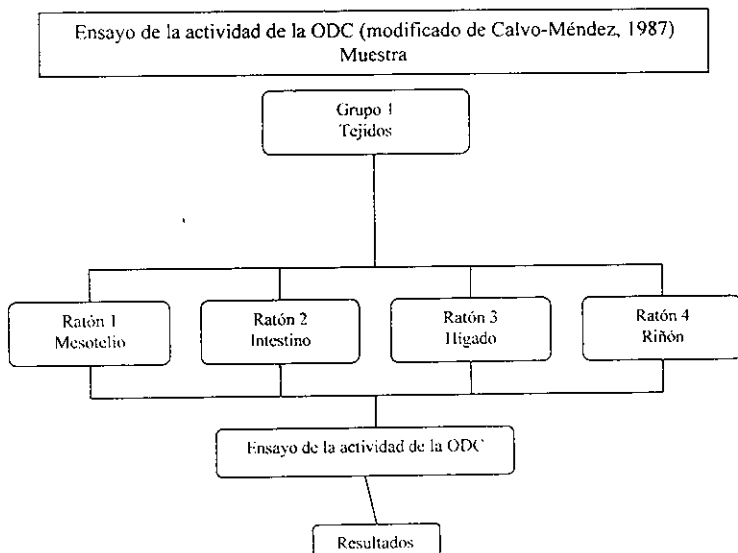 Ensayo de la actividad de la ODC (modificado de Calvo-Méndez, 1987)
Muestra
Grupo 1
Tejidos
Ratón 1
Mesotelio
Ratón 2
Intestino
Ratón 3
Hígado
Ratón 4
Riñón
Ensayo de la actividad de la ODC
Resultados